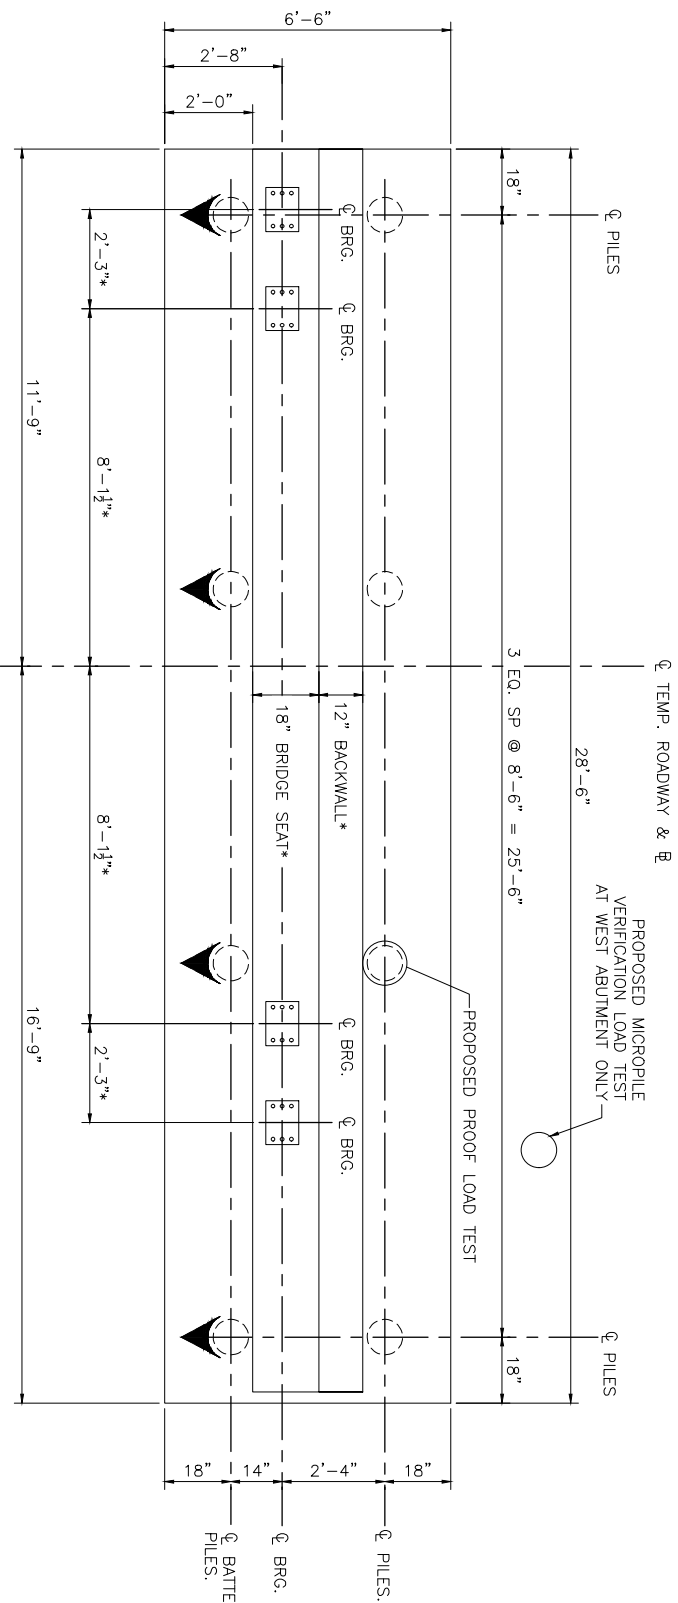 6'-6"
2'-8"
2'-0"
18"
℄ PILES
℄ BRG.
2'-3"*
℄ BRG.
11'-9"
8'-1½"*
3 EQ. SP @ 8'-6" = 25'-6"
℄ TEMP. ROADWAY & ℄
28'-6"
12" BACKWALL*
18" BRIDGE SEAT*
8'-1½"*
PROPOSED MICROPILE
VERIFICATION LOAD TEST
AT WEST ABUTMENT ONLY
16'-9"
℄ BRG.
2'-3"*
PROPOSED PROOF LOAD TEST
℄ BRG.
℄ PILES
18"
18"
14"
2'-4"
18"
℄ BATTE
PILES.
℄ BRG.
℄ PILES.